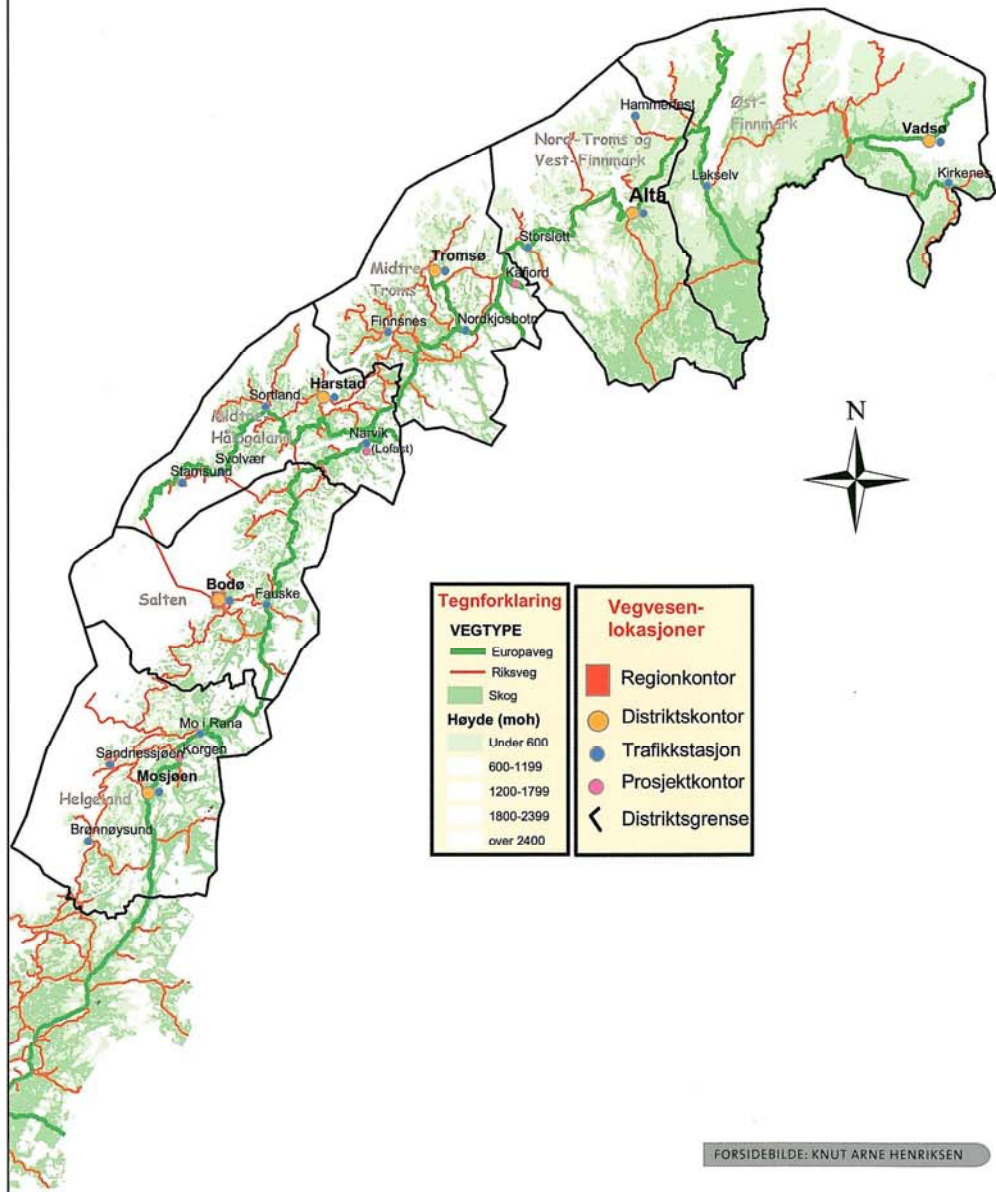 Hammerfest
Øst-
Finnmark
Nord-Troms og
Vest-Finnmark
Vadsø
Lakselv
Kirkenes
Alta
Storslett
Tromsø
Midtre
Troms
Kåfjord
Finnsnes
Nordkjosbotn
Harstad
Sortland
Midtre
Hålogaland
Narvik
(Lofast)
Svolvær
Stamsund
N
Bodø
Salten
Fauske
Mo i Rana
Sandnessjøen
Korgen
Mosjøen
Helgeland
Brønnøysund
Tegnforklaring
VEGTYPE
Europaveg
Riksveg
Skog
Høyde (moh)
Under 600
600-1199
1200-1799
1800-2399
over 2400
Vegvesen-
lokasjoner
Regionkontor
Distriktskontor
Trafikkstasjon
Prosjektkontor
Distriktsgrense
FORSIDEBILDE: KNUT ARNE HENRIKSEN